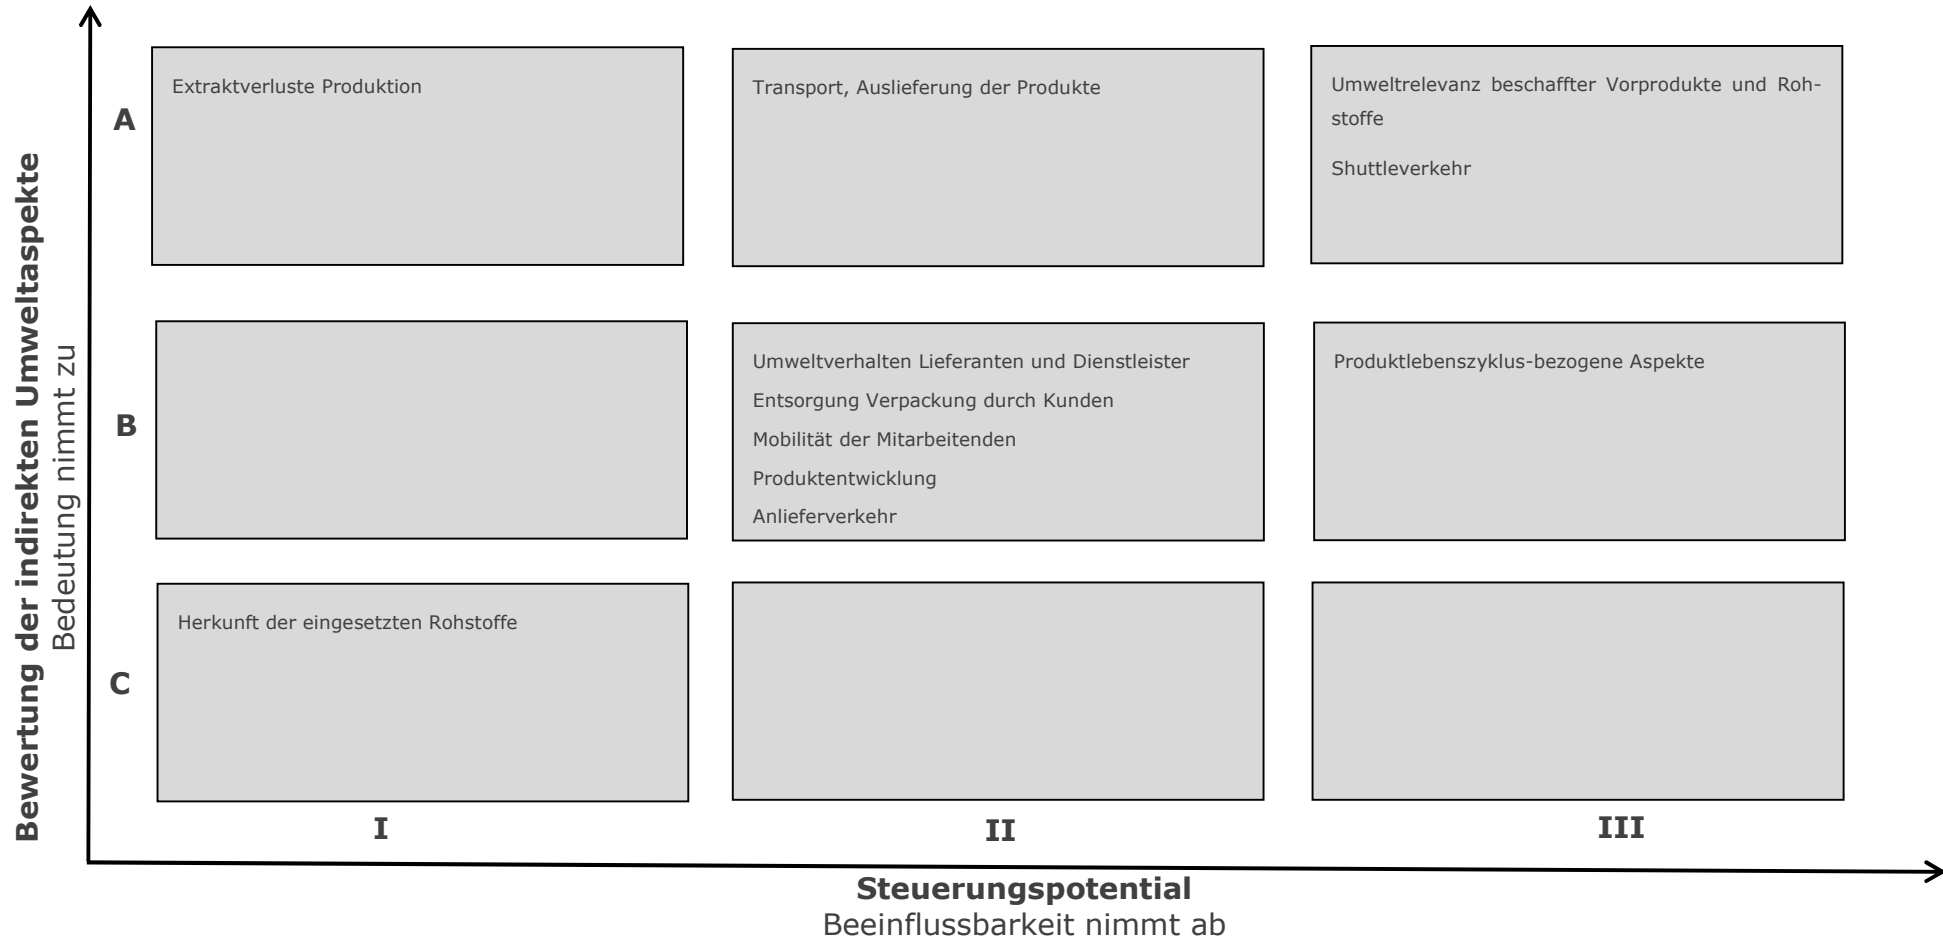 Bewertung der indirekten Umweltaspekte
Bedeutung nimmt zu
A
Extraktverluste Produktion
Transport, Auslieferung der Produkte
Umweltrelevanz beschaffter Vorprodukte und Roh-
stoffe
Shuttleverkehr
B
Umweltverhalten Lieferanten und Dienstleister
Entsorgung Verpackung durch Kunden
Mobilität der Mitarbeitenden
Produktentwicklung
Anlieferverkehr
Produktlebenszyklus-bezogene Aspekte
C
Herkunft der eingesetzten Rohstoffe
I
II
III
Steuerungspotential
Beeinflussbarkeit nimmt ab